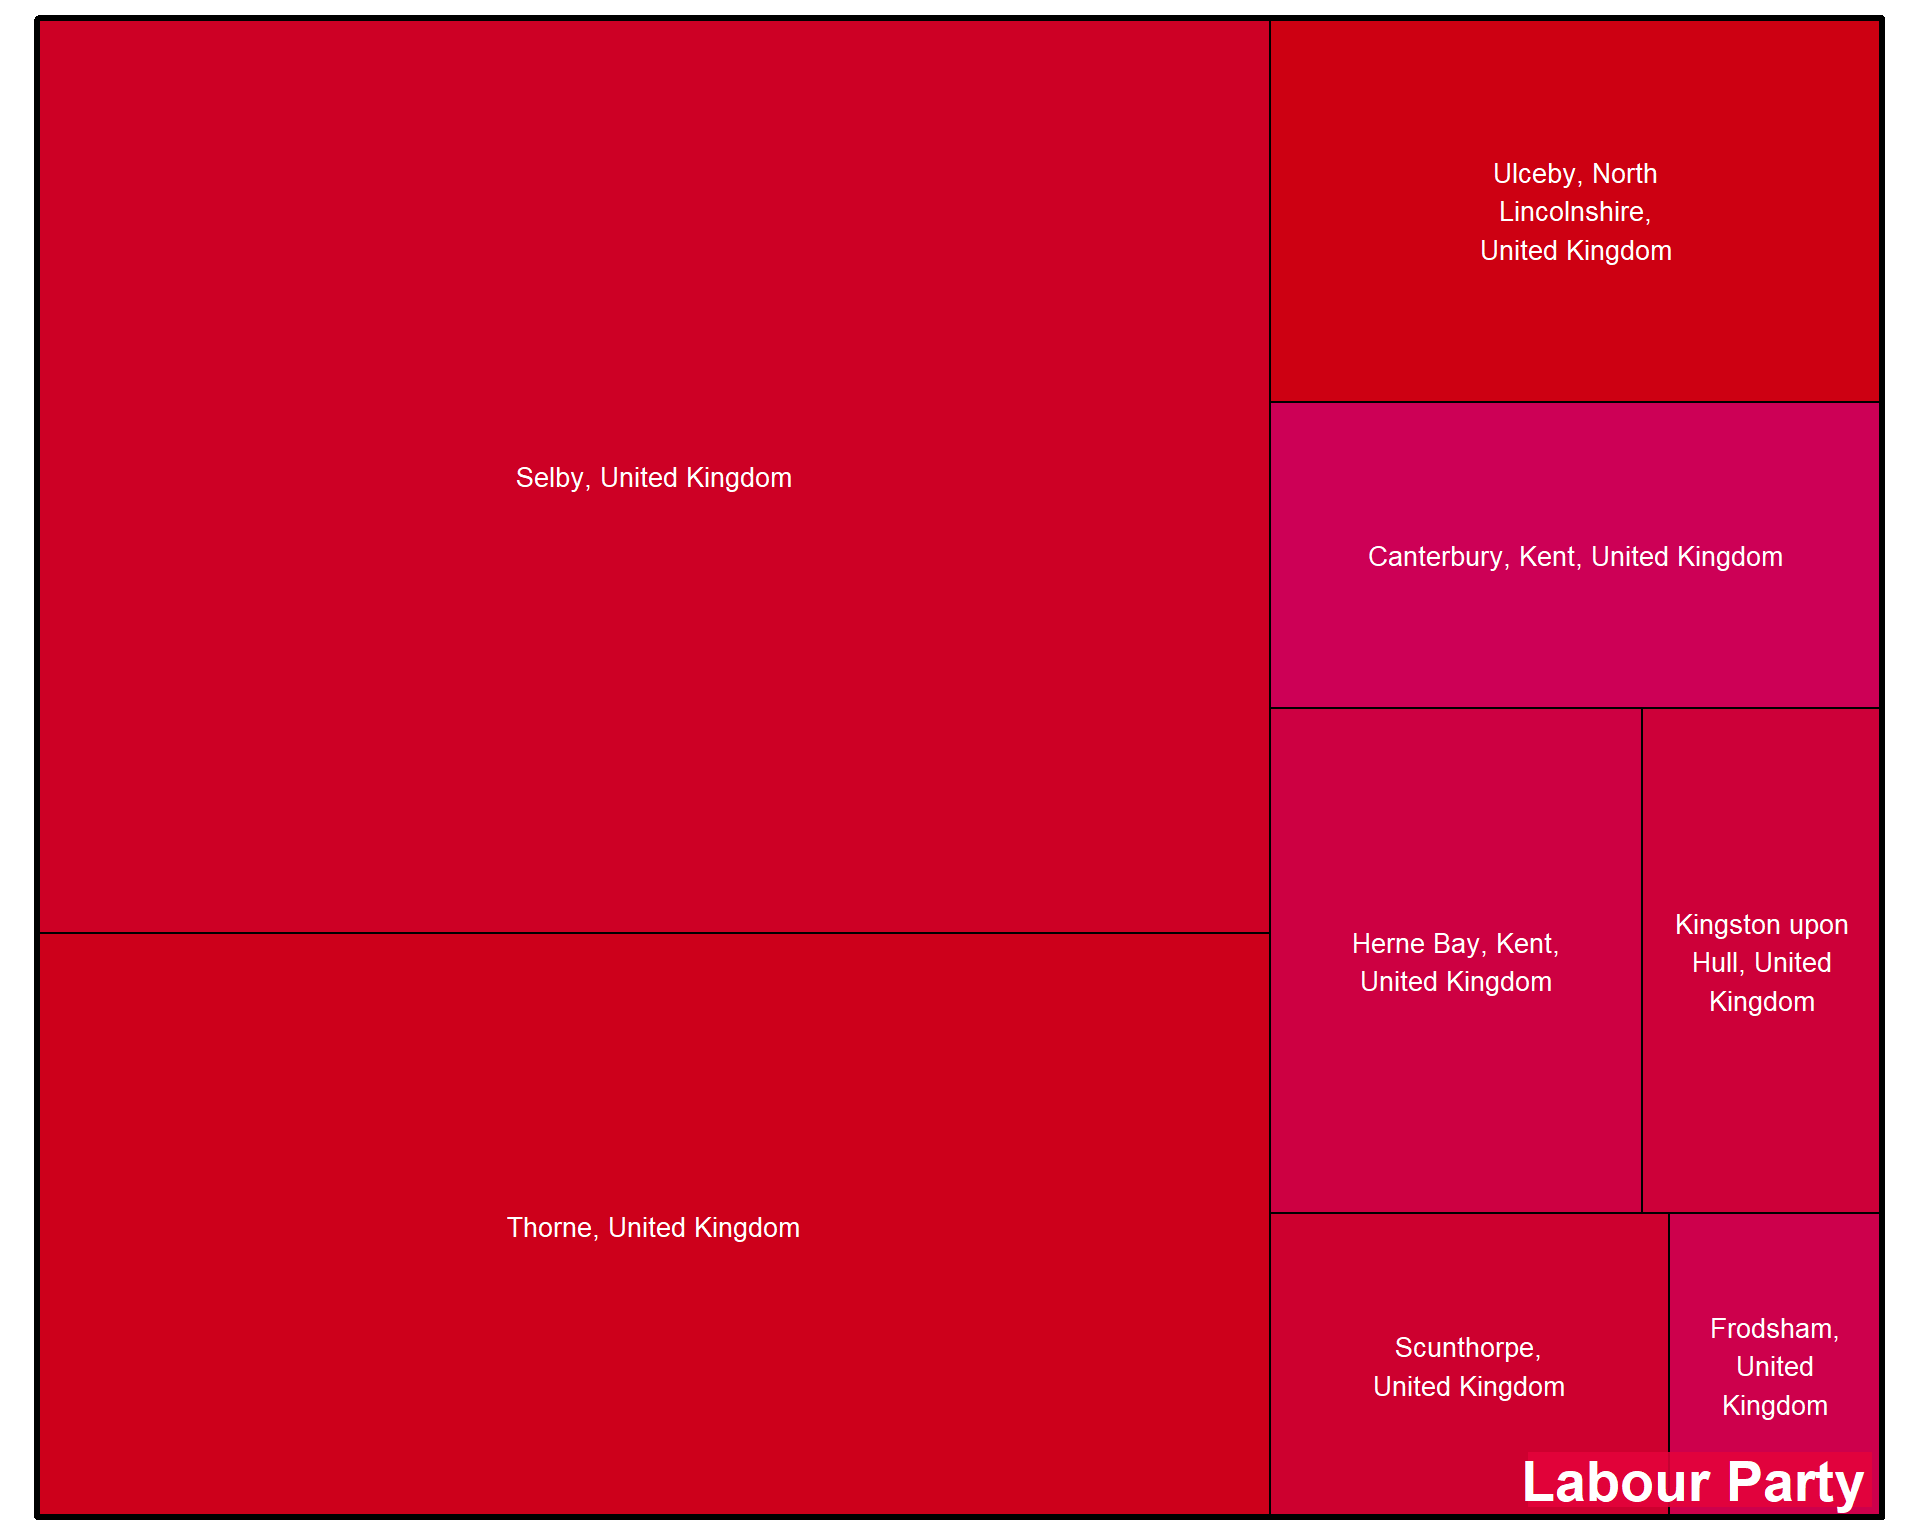 Selby, United Kingdom
Thorne, United Kingdom
Ulceby, North
Lincolnshire,
United Kingdom
Canterbury, Kent, United Kingdom
Herne Bay, Kent,
United Kingdom
Kingston upon
Hull, United
Kingdom
Scunthorpe,
United Kingdom
Frodsham,
United
Kingdom
Labour Party